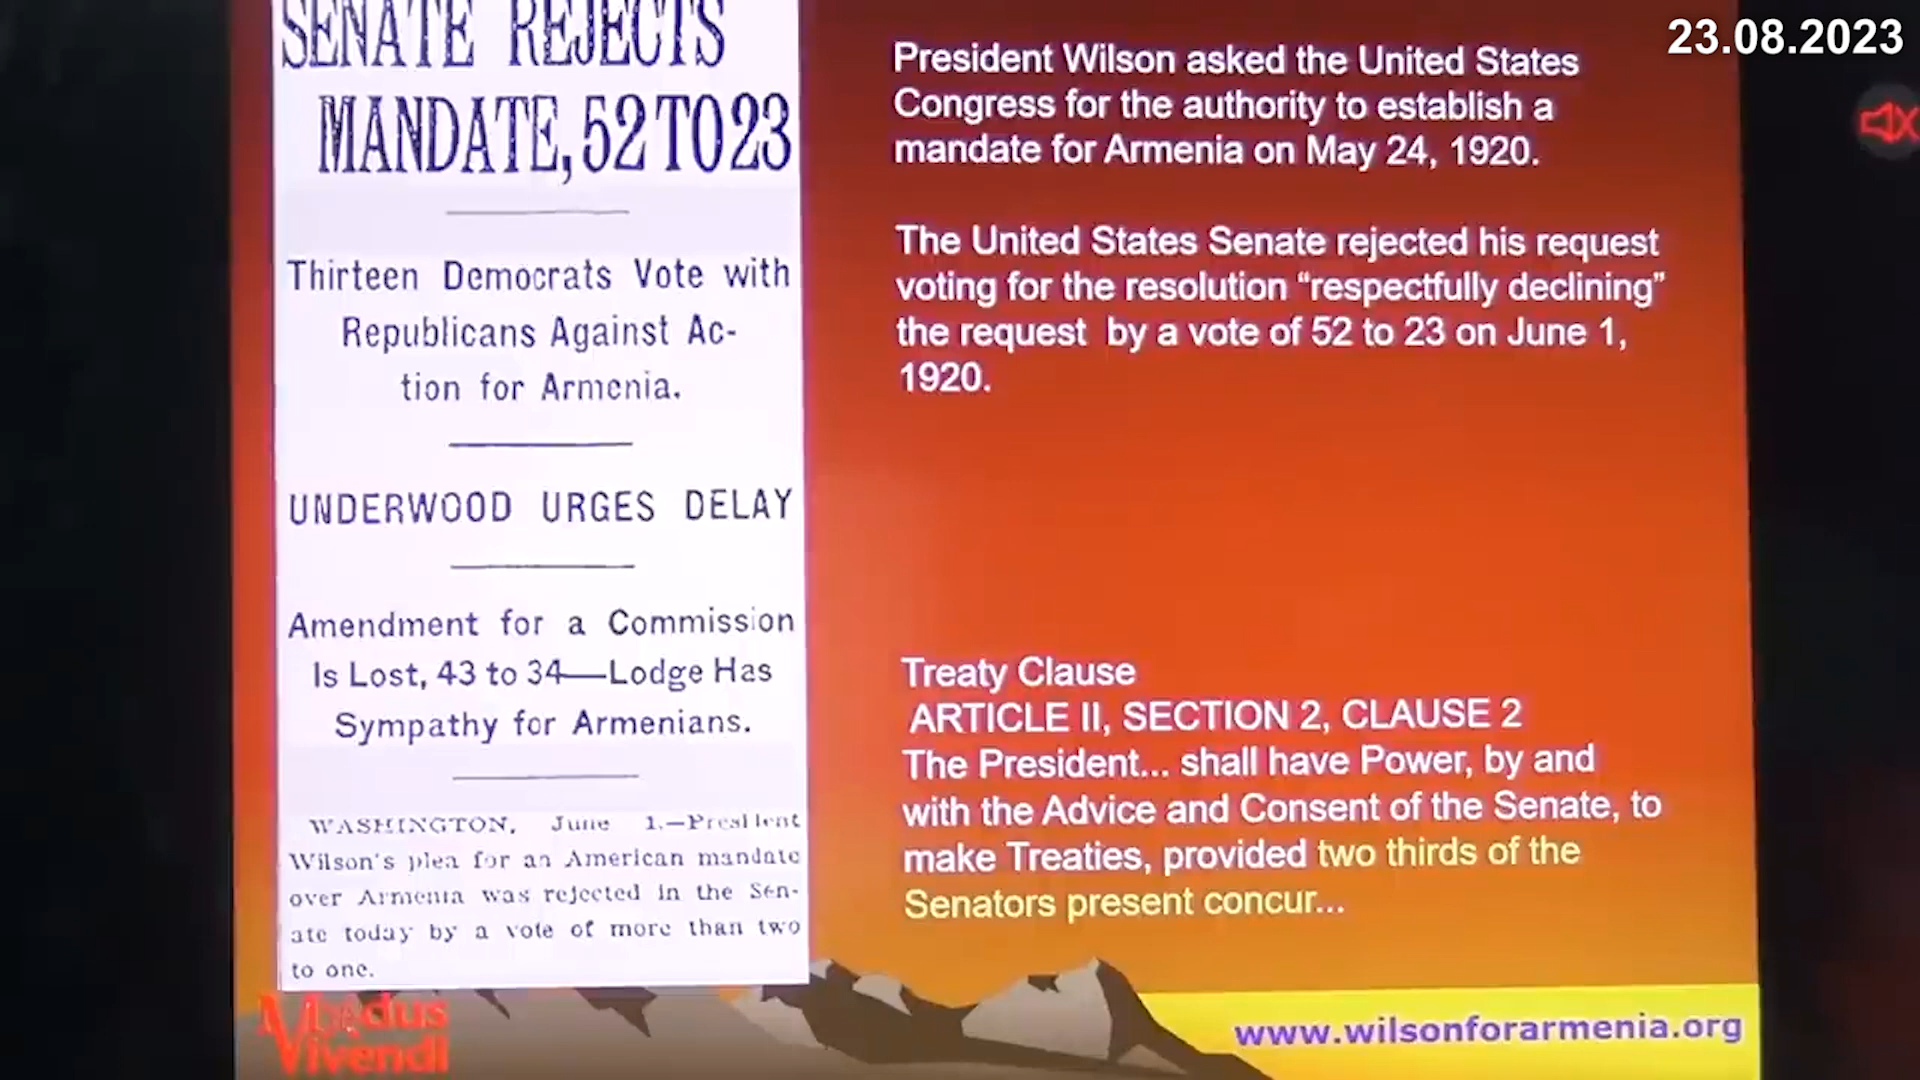 23.08.2023
SENATE REJECTS
MANDATE, 52 TO 23
Thirteen Democrats Vote with
Republicans Against Ac-
tion for Armenia.
UNDERWOOD URGES DELAY
Amendment for a Commission
Is Lost, 43 to 34—Lodge Has
Sympathy for Armenians.
WASHINGTON, June 1.—President
Wilson's plea for an American mandate
over Armenia was rejected in the Sen-
ate today by a vote of more than two
to one.
President Wilson asked the United States
Congress for the authority to establish a
mandate for Armenia on May 24, 1920.
The United States Senate rejected his request
voting for the resolution “respectfully declining”
the request by a vote of 52 to 23 on June 1,
1920.
Treaty Clause
ARTICLE II, SECTION 2, CLAUSE 2
The President... shall have Power, by and
with the Advice and Consent of the Senate, to
make Treaties, provided two thirds of the
Senators present concur...
Modus
Vivendi
www.wilsonforarmenia.org